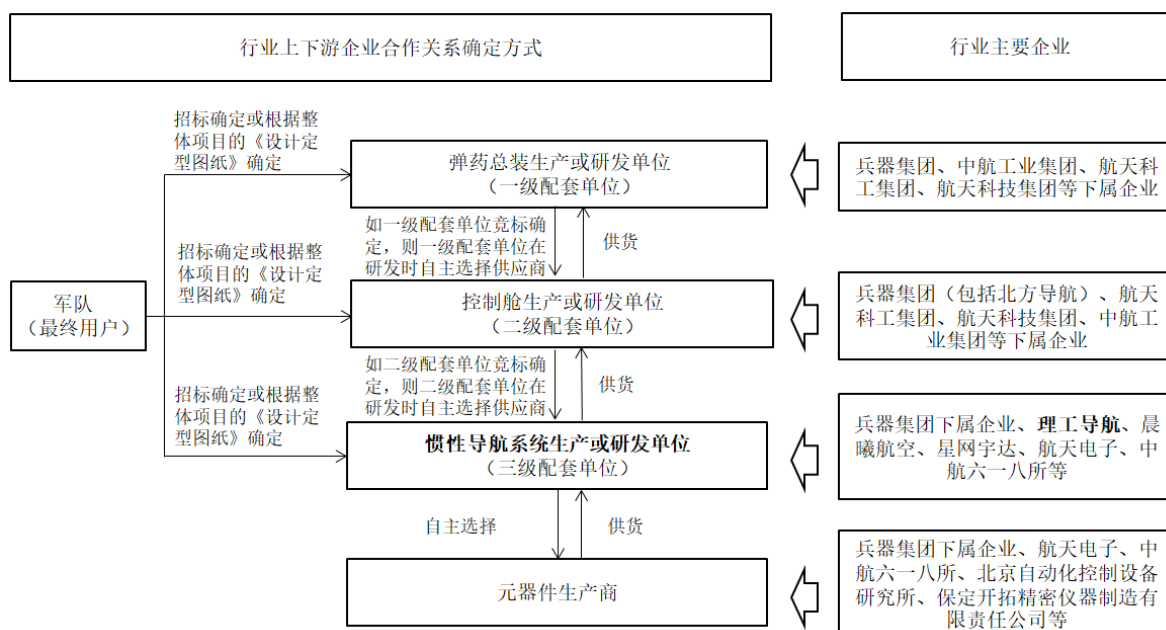 行业上下游企业合作关系确定方式
行业主要企业
招标确定或根据整
体项目的《设计定
型图纸》确定
弹药总装生产或研发单位
（一级配套单位）
兵器集团、中航工业集团、航天科
工集团、航天科技集团等下属企业
如一级配套单位竞标确
定，则一级配套单位在
研发时自主选择供应商
供货
招标确定或根据整
体项目的《设计定
型图纸》确定
军队
（最终用户）
控制舱生产或研发单位
（二级配套单位）
兵器集团（包括北方导航）、航天
科工集团、航天科技集团、中航工
业集团等下属企业
如二级配套单位竞标确
定，则二级配套单位在
研发时自主选择供应商
供货
招标确定或根据整
体项目的《设计定
型图纸》确定
惯性导航系统生产或研发单位
（三级配套单位）
兵器集团下属企业、理工导航、晨
曦航空、星网宇达、航天电子、中
航六一八所等
自主选择
供货
元器件生产商
兵器集团下属企业、航天电子、中
航六一八所、北京自动化控制设备
研究所、保定开拓精密仪器制造有
限责任公司等